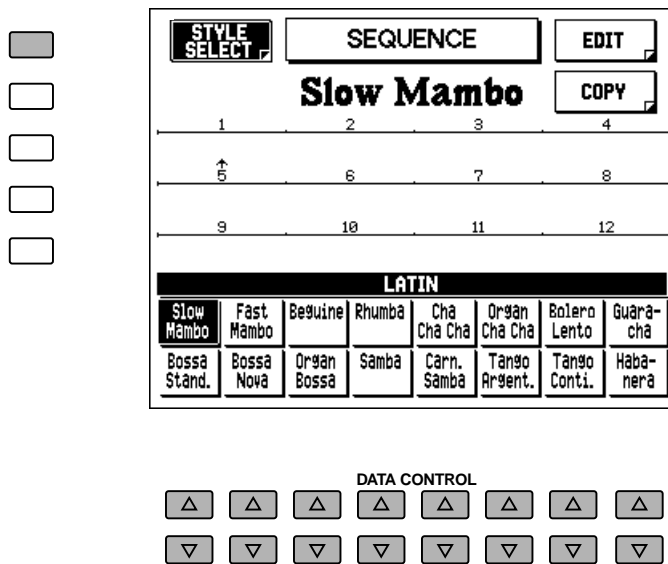 STYLE SELECT
SEQUENCE
EDIT
Slow Mambo
COPY
1 2 3 4
5 6 7 8
9 10 11 12
LATIN
Slow Mambo
Fast Mambo
Beguine
Rhumba
Cha Cha Cha
Organ Cha Cha
Bolero Lento
Guara-cha
Bossa Stand.
Bossa Nova
Organ Bossa
Samba
Carn. Samba
Tango Argent.
Tango Conti.
Haba-nera
DATA CONTROL